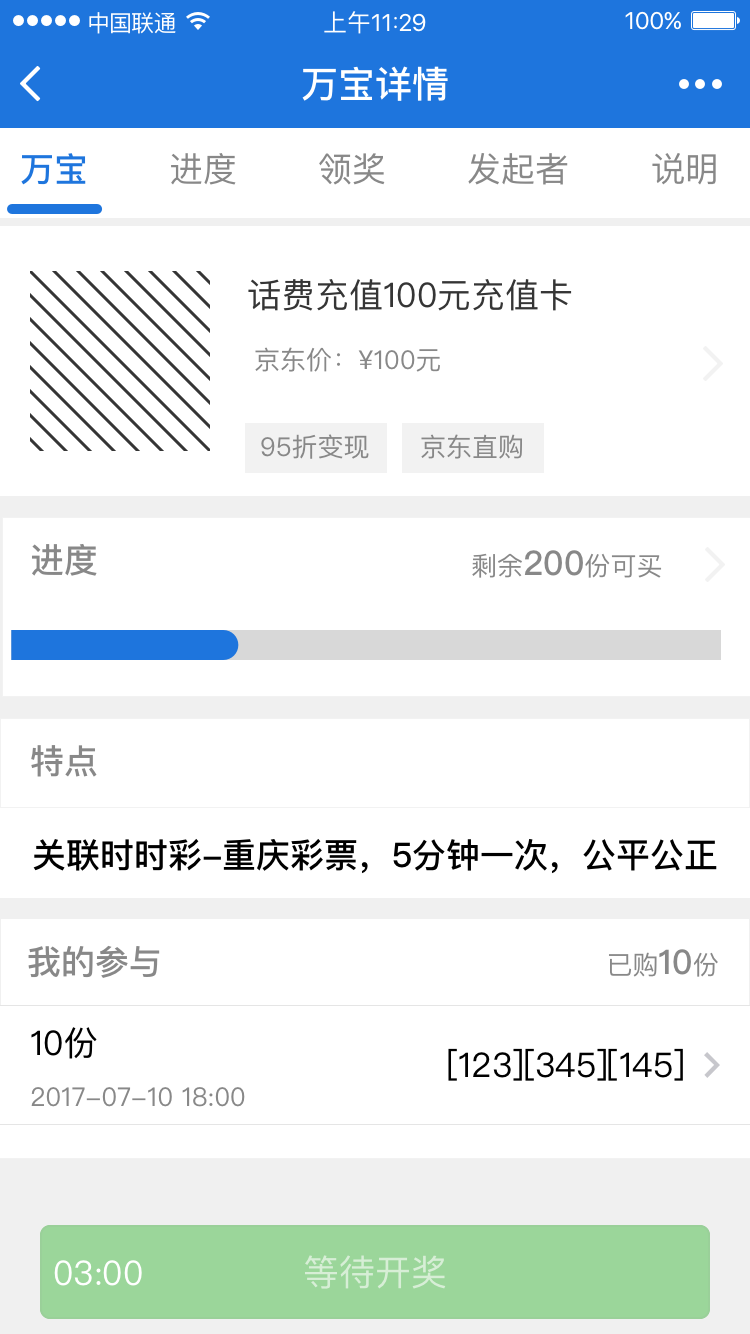 中国联通 上午11:29 100%
万宝详情
万宝 进度 领奖 发起者 说明
话费充值100元充值卡
京东价：¥100元
95折变现 京东直购
进度 剩余200份可买
特点
关联时时彩–重庆彩票，5分钟一次，公平公正
我的参与 已购10份
10份
[123][345][145]
2017–07–10 18:00
03:00 等待开奖